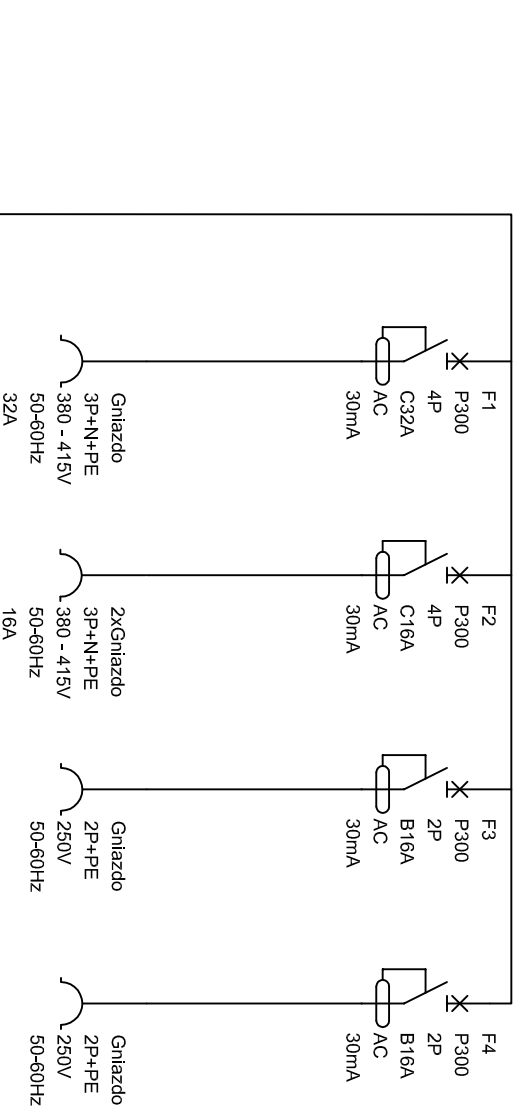 F1
P300
4P
C32A
AC
30mA
Gniazdo
3P+N+PE
380 - 415V
50-60Hz
32A
F2
P300
4P
C16A
AC
30mA
2xGniazdo
3P+N+PE
380 - 415V
50-60Hz
16A
F3
P300
2P
B16A
AC
30mA
Gniazdo
2P+PE
250V
50-60Hz
F4
P300
2P
B16A
AC
30mA
Gniazdo
2P+PE
250V
50-60Hz